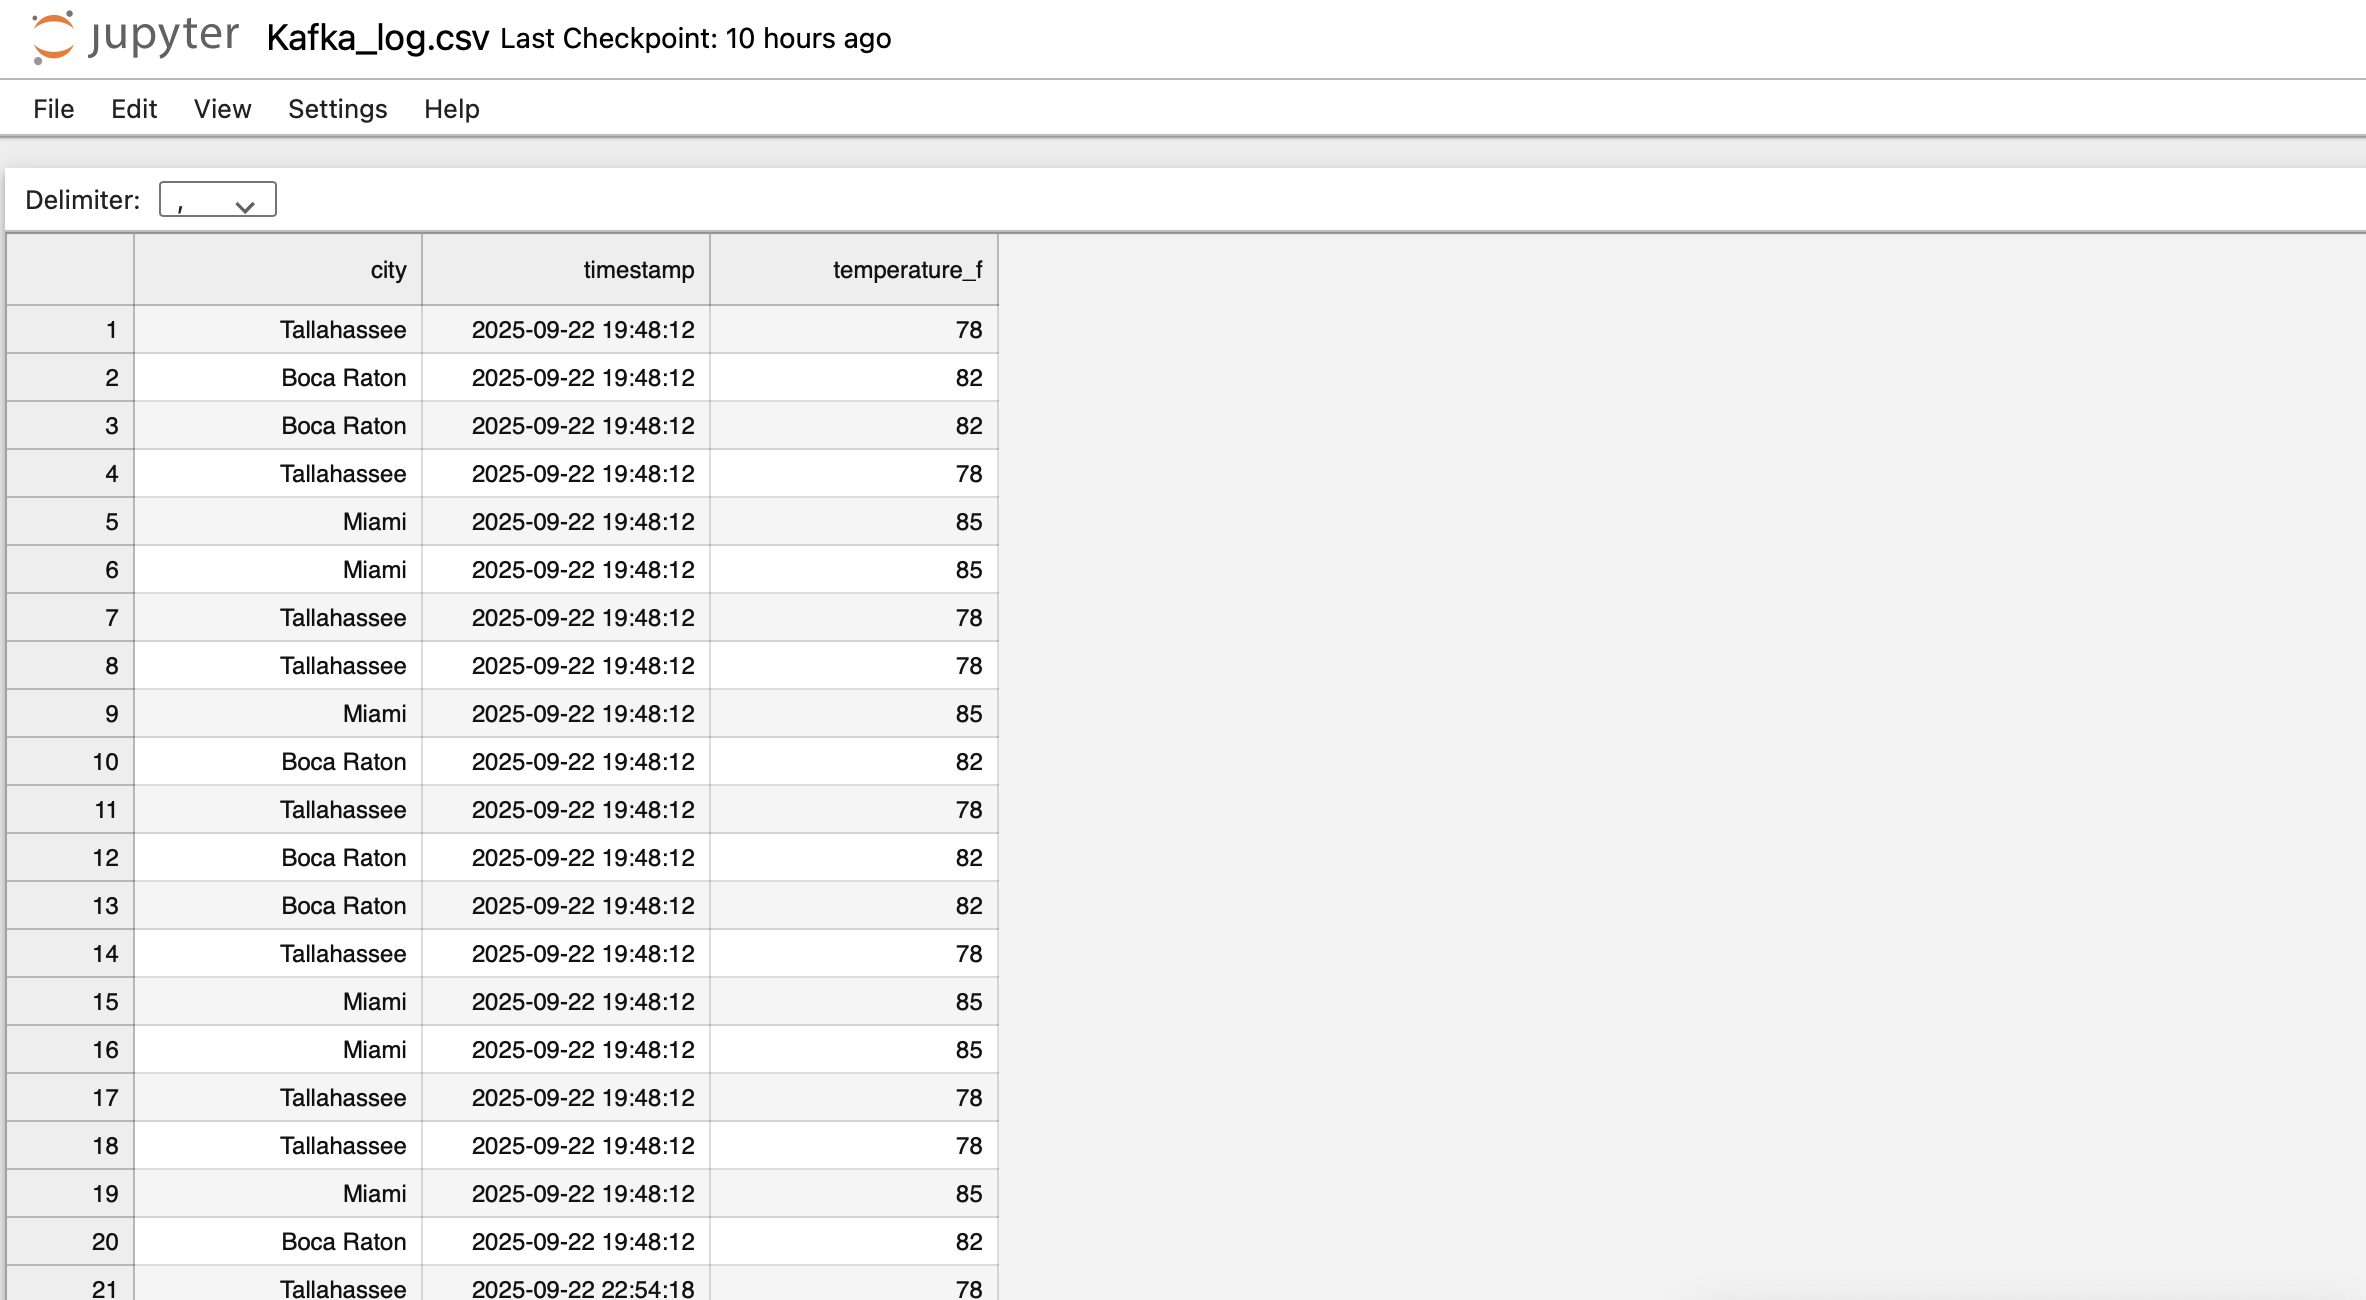 jupyter Kafka_log.csv Last Checkpoint: 10 hours ago
File Edit View Settings Help
Delimiter: ,
city timestamp temperature_f
1 Tallahassee 2025-09-22 19:48:12 78
2 Boca Raton 2025-09-22 19:48:12 82
3 Boca Raton 2025-09-22 19:48:12 82
4 Tallahassee 2025-09-22 19:48:12 78
5 Miami 2025-09-22 19:48:12 85
6 Miami 2025-09-22 19:48:12 85
7 Tallahassee 2025-09-22 19:48:12 78
8 Tallahassee 2025-09-22 19:48:12 78
9 Miami 2025-09-22 19:48:12 85
10 Boca Raton 2025-09-22 19:48:12 82
11 Tallahassee 2025-09-22 19:48:12 78
12 Boca Raton 2025-09-22 19:48:12 82
13 Boca Raton 2025-09-22 19:48:12 82
14 Tallahassee 2025-09-22 19:48:12 78
15 Miami 2025-09-22 19:48:12 85
16 Miami 2025-09-22 19:48:12 85
17 Tallahassee 2025-09-22 19:48:12 78
18 Tallahassee 2025-09-22 19:48:12 78
19 Miami 2025-09-22 19:48:12 85
20 Boca Raton 2025-09-22 19:48:12 82
21 Tallahassee 2025-09-22 22:54:18 78